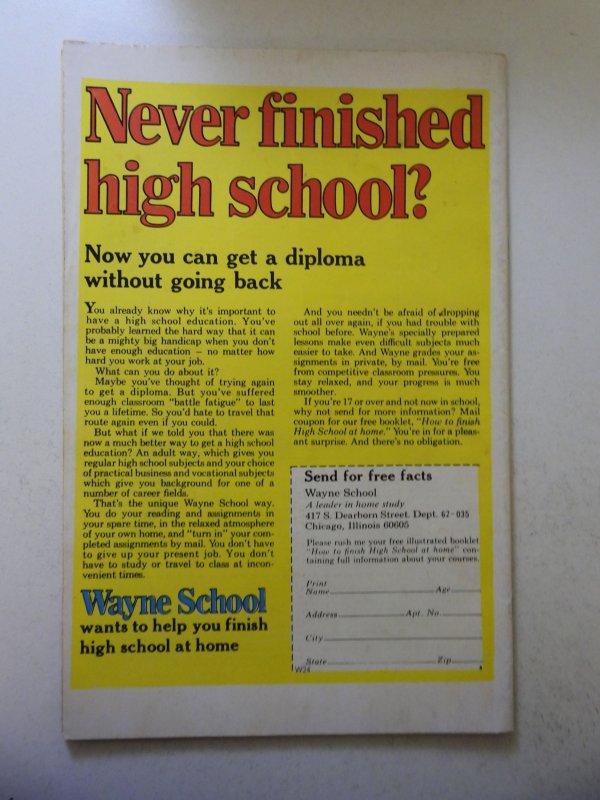 Never finished
high school?
Now you can get a diploma
without going back
You already know why it's important to
have a high school education. You've
probably learned the hard way that it can
be a mighty big handicap when you don't
have enough education — no matter how
hard you work at your job.
What can you do about it?
Maybe you've thought of trying again
to get a diploma. But you've suffered
enough classroom "battle fatigue" to last
you a lifetime. So you'd hate to travel that
route again even if you could.
But what if we told you that there was
now a much better way to get a high school
education? An adult way, which gives you
regular high school subjects and your choice
of practical business and vocational subjects
which give you background for one of a
number of career fields.
That's the unique Wayne School way.
You do your reading and assignments in
your spare time, in the relaxed atmosphere
of your own home, and "turn in" your com-
pleted assignments by mail. You don't have
to give up your present job. You don't
have to study or travel to class at incon-
venient times.
Wayne School
wants to help you finish
high school at home
And you needn't be afraid of dropping
out all over again, if you had trouble with
school before. Wayne's specially prepared
lessons make even difficult subjects much
easier to take. And Wayne grades your as-
signments in private, by mail. You're free
from competitive classroom pressures. You
stay relaxed, and your progress is much
smoother.
If you're 17 or over and not now in school,
why not send for more information? Mail
coupon for our free booklet, "How to finish
High School at home." You're in for a pleas-
ant surprise. And there's no obligation.
Send for free facts
Wayne School
A leader in home study
417 S. Dearborn Street, Dept. 62-035
Chicago, Illinois 60605
Please rush me your free illustrated booklet
"How to finish High School at home" con-
taining full information about your courses.
Print
Name Age
Address Apt. No.
City
State Zip
W24